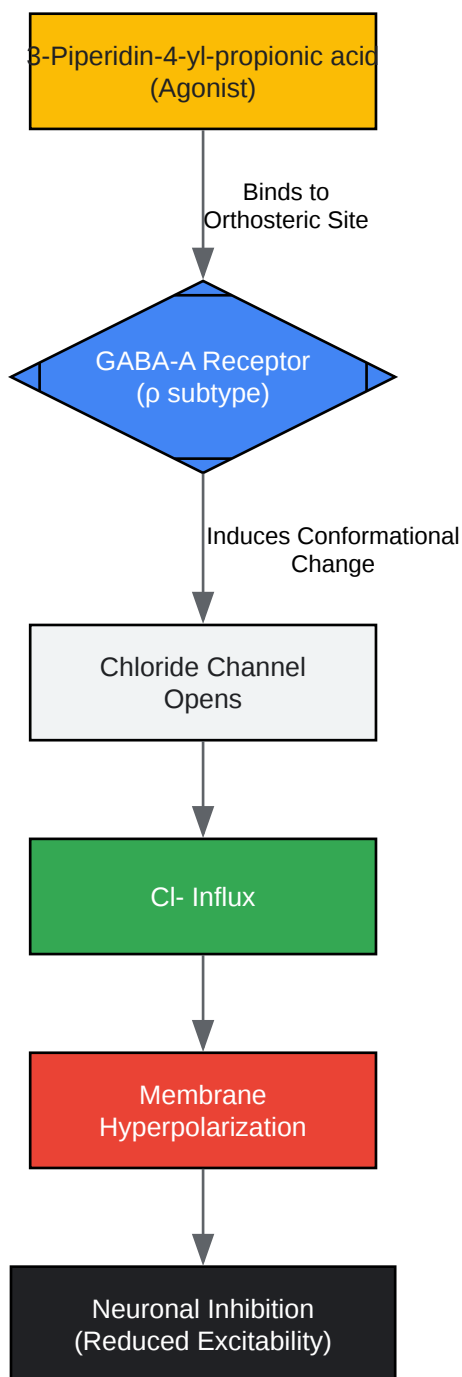 3-Piperidin-4-yl-propionic acid
(Agonist)
Binds to
Orthosteric Site
GABA-A Receptor
(ρ subtype)
Induces Conformational
Change
Chloride Channel
Opens
Cl- Influx
Membrane
Hyperpolarization
Neuronal Inhibition
(Reduced Excitability)